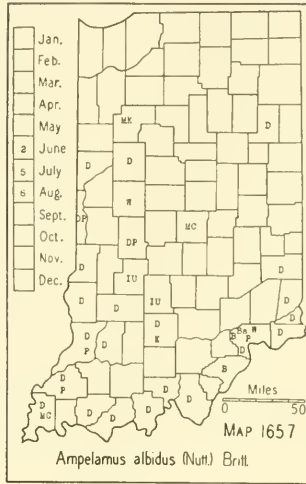 Jan.
Feb.
Mar.
Apr.
May
2 June
5 July
6 Aug.
Sept.
Oct.
Nov.
Dec.
MK
D
D
D
W
DP
MC
DP
D
IU
D
D
D
IU
D
D
D
K
D
P
D
Ba W
B P
D
D
P
B
D
MC
D
D
D
D
Miles
0 50
MAP 1657
Ampelamus albidus (Nutt.) Britt.